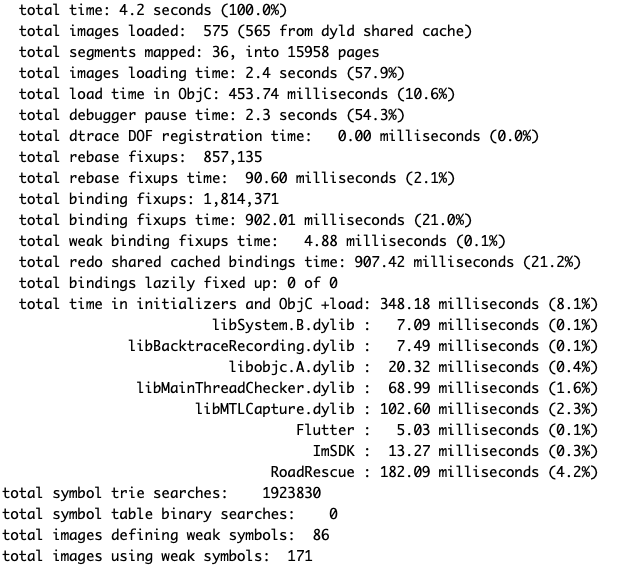 total time: 4.2 seconds (100.0%)
total images loaded:  575 (565 from dyld shared cache)
total segments mapped: 36, into 15958 pages
total images loading time: 2.4 seconds (57.9%)
total load time in ObjC: 453.74 milliseconds (10.6%)
total debugger pause time: 2.3 seconds (54.3%)
total dtrace DOF registration time:   0.00 milliseconds (0.0%)
total rebase fixups:  857,135
total rebase fixups time:  90.60 milliseconds (2.1%)
total binding fixups: 1,814,371
total binding fixups time: 902.01 milliseconds (21.0%)
total weak binding fixups time:   4.88 milliseconds (0.1%)
total redo shared cached bindings time: 907.42 milliseconds (21.2%)
total bindings lazily fixed up: 0 of 0
total time in initializers and ObjC +load: 348.18 milliseconds (8.1%)
libSystem.B.dylib :   7.09 milliseconds (0.1%)
libBacktraceRecording.dylib :   7.49 milliseconds (0.1%)
libobjc.A.dylib :  20.32 milliseconds (0.4%)
libMainThreadChecker.dylib :  68.99 milliseconds (1.6%)
libMTLCapture.dylib : 102.60 milliseconds (2.3%)
Flutter :   5.03 milliseconds (0.1%)
ImSDK :  13.27 milliseconds (0.3%)
RoadRescue : 182.09 milliseconds (4.2%)
total symbol trie searches:    1923830
total symbol table binary searches:    0
total images defining weak symbols:  86
total images using weak symbols:  171